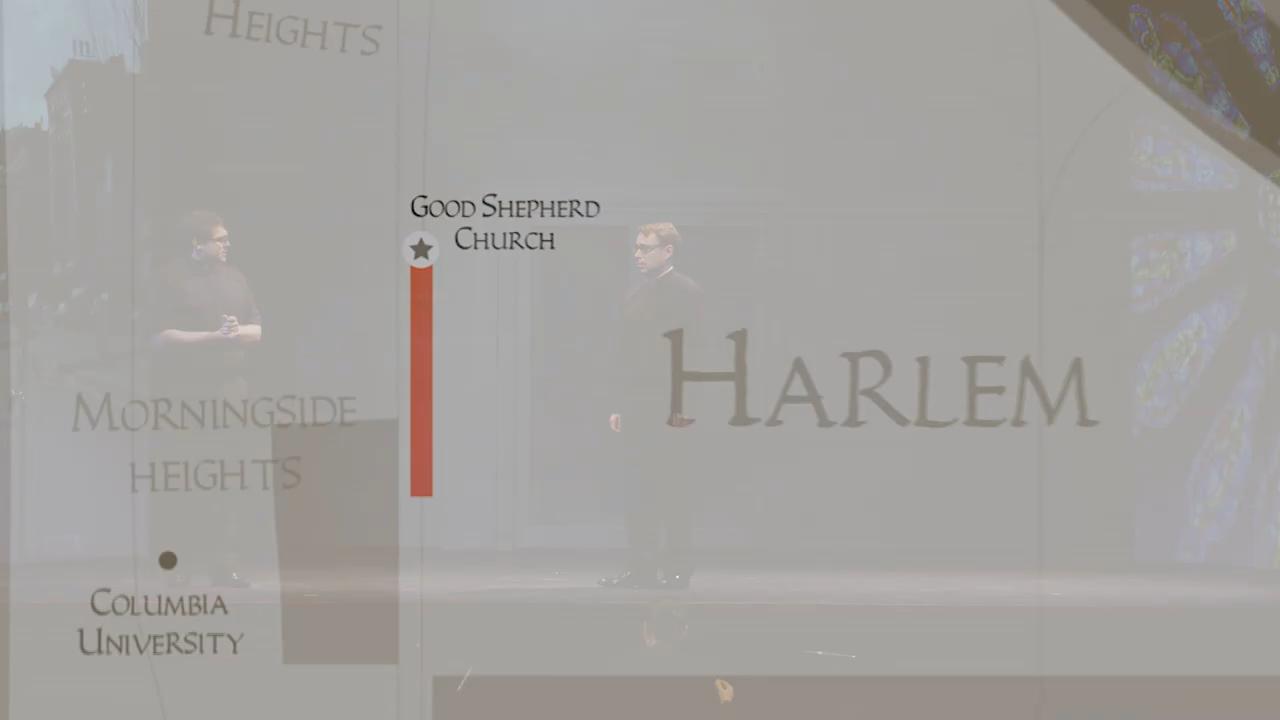 HEIGHTS
GOOD SHEPHERD
CHURCH
HARLEM
MORNINGSIDE
HEIGHTS
COLUMBIA
UNIVERSITY